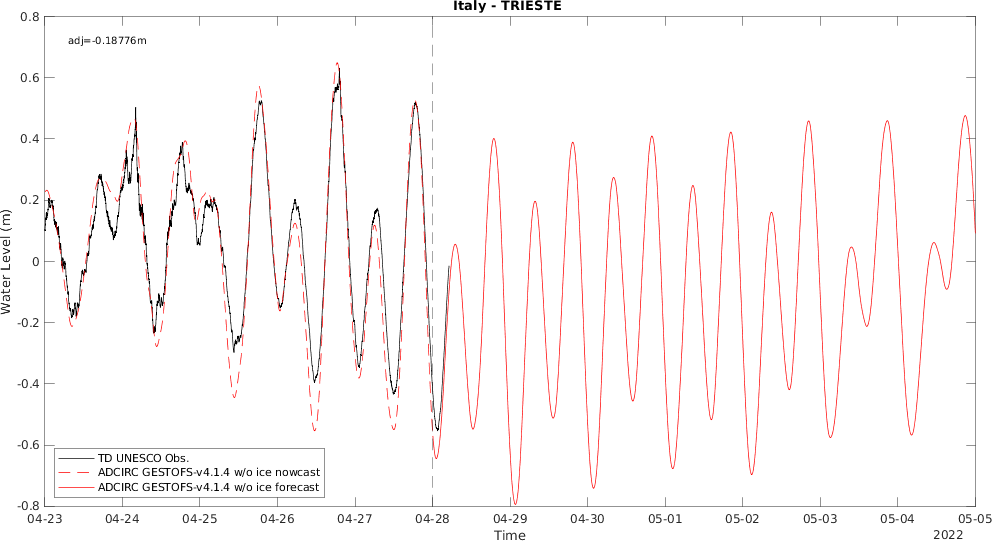 Italy - TRIESTE
adj=-0.18776m
Water Level (m)
0.8
0.6
0.4
0.2
0
-0.2
-0.4
-0.6
-0.8
TD UNESCO Obs.
ADCIRC GESTOFS-v4.1.4 w/o ice nowcast
ADCIRC GESTOFS-v4.1.4 w/o ice forecast
04-23 04-24 04-25 04-26 04-27 04-28 04-29 04-30 05-01 05-02 05-03 05-04 05-05
Time
2022